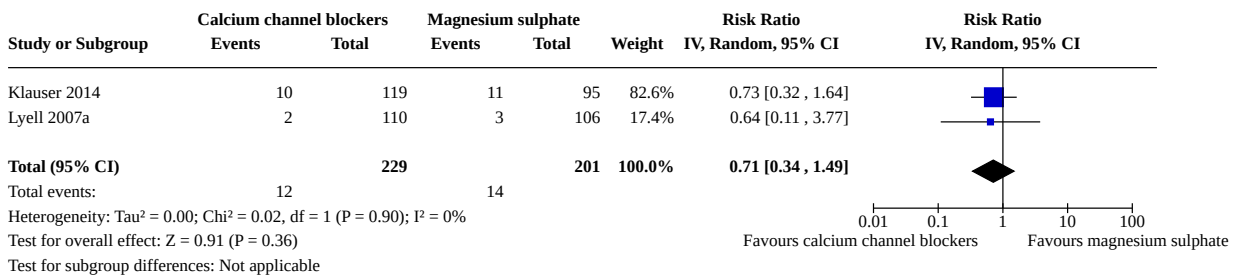 Calcium channel blockers Magnesium sulphate Risk Ratio Risk Ratio
Study or Subgroup Events Total Events Total Weight IV, Random, 95% CI IV, Random, 95% CI
Klauser 2014 10 119 11 95 82.6% 0.73 [0.32 , 1.64]
Lyell 2007a 2 110 3 106 17.4% 0.64 [0.11 , 3.77]
Total (95% CI) 229 201 100.0% 0.71 [0.34 , 1.49]
Total events: 12 14
Heterogeneity: Tau² = 0.00; Chi² = 0.02, df = 1 (P = 0.90); I² = 0% 0.01 0.1 1 10 100
Test for overall effect: Z = 0.91 (P = 0.36) Favours calcium channel blockers Favours magnesium sulphate
Test for subgroup differences: Not applicable